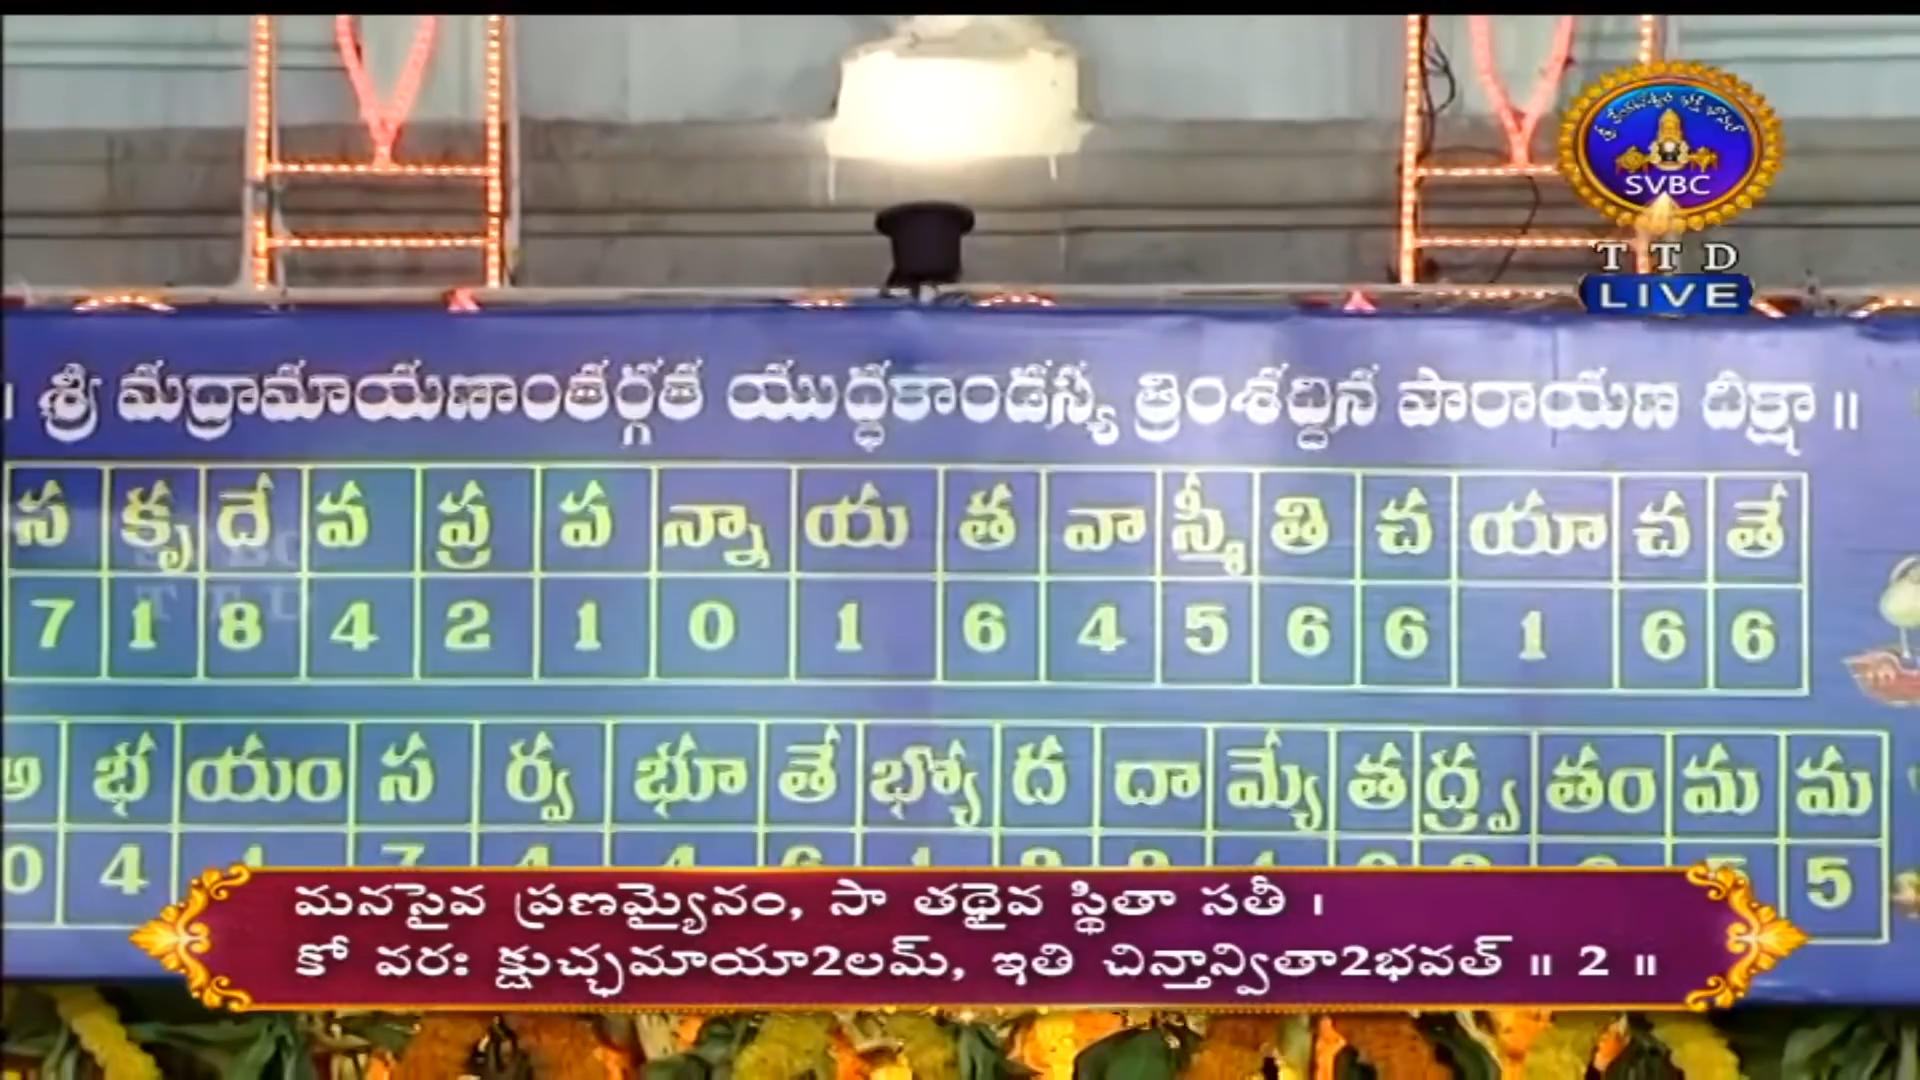 SVBC
T T D
LIVE
। శ్రీ మద్రామాయణాంతర్గత యుద్ధకాండస్య త్రింశద్దిన పారాయణ దీక్షా ॥
స కృ దే వ ప్ర ప న్నా య త వా స్మీ తి చ యా చ తే
7 1 8 4 2 1 0 1 6 4 5 6 6 1 6 6
అ భ యం స ర్వ భూ తే భ్యో ద దా మ్యే త ద్ర్వ తం మ మ
0 4 5
మనసైవ ప్రణమ్యైనం, సా తథైవ స్థితా సతీ ।
కో వరః క్షుచ్ఛమాయా2లమ్, ఇతి చిన్తాన్వితా2భవత్ ॥ 2 ॥